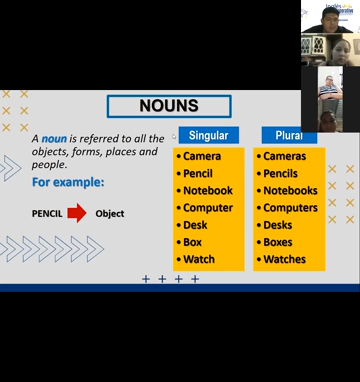 NOUNS
A noun is referred to all the
objects, forms, places and
people.
For example:
PENCIL
Object
Singular
• Camera
• Pencil
• Notebook
• Computer
• Desk
• Box
• Watch
Plural
• Cameras
• Pencils
• Notebooks
• Computers
• Desks
• Boxes
• Watches